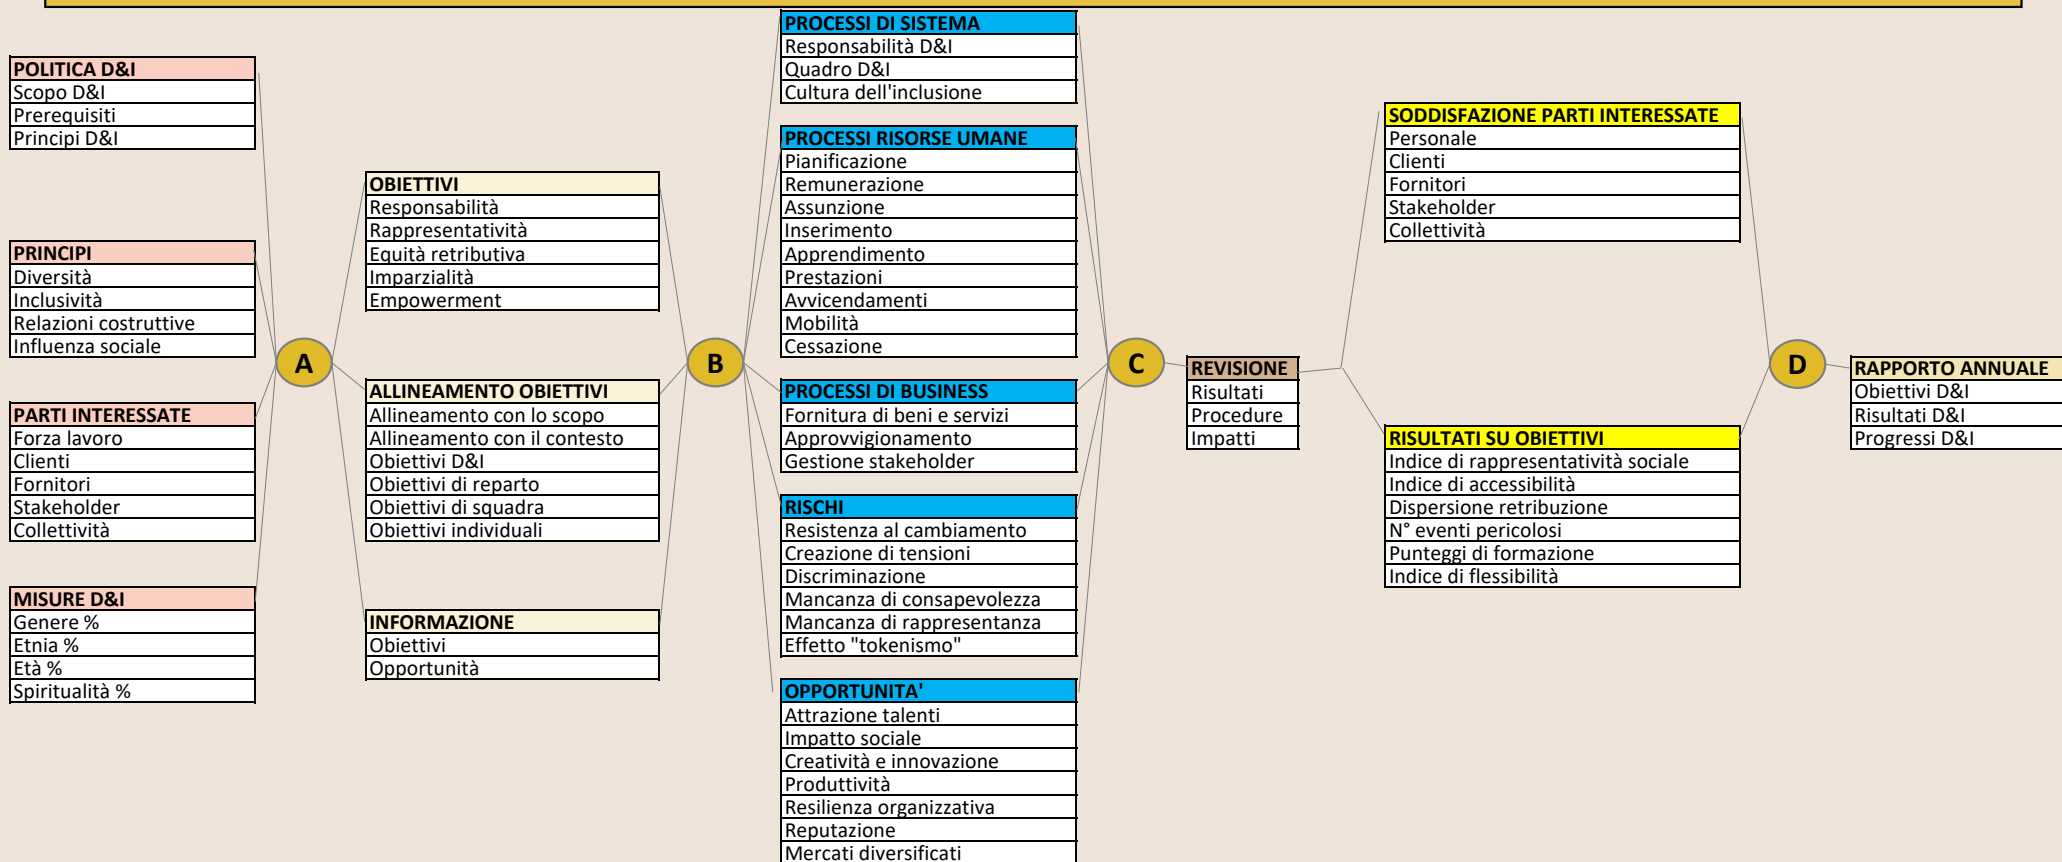 POLITICA D&I
Scopo D&I
Prerequisiti
Principi D&I
PRINCIPI
Diversità
Inclusività
Relazioni costruttive
Influenza sociale
PARTI INTERESSATE
Forza lavoro
Clienti
Fornitori
Stakeholder
Collettività
MISURE D&I
Genere %
Etnia %
Età %
Spiritualità %
A
OBIETTIVI
Responsabilità
Rappresentatività
Equità retributiva
Imparzialità
Empowerment
ALLINEAMENTO OBIETTIVI
Allineamento con lo scopo
Allineamento con il contesto
Obiettivi D&I
Obiettivi di reparto
Obiettivi di squadra
Obiettivi individuali
INFORMAZIONE
Obiettivi
Opportunità
B
PROCESSI DI SISTEMA
Responsabilità D&I
Quadro D&I
Cultura dell'inclusione
PROCESSI RISORSE UMANE
Pianificazione
Remunerazione
Assunzione
Inserimento
Apprendimento
Prestazioni
Avvicendamenti
Mobilità
Cessazione
PROCESSI DI BUSINESS
Fornitura di beni e servizi
Approvvigionamento
Gestione stakeholder
RISCHI
Resistenza al cambiamento
Creazione di tensioni
Discriminazione
Mancanza di consapevolezza
Mancanza di rappresentanza
Effetto "tokenismo"
OPPORTUNITA'
Attrazione talenti
Impatto sociale
Creatività e innovazione
Produttività
Resilienza organizzativa
Reputazione
Mercati diversificati
C
REVISIONE
Risultati
Procedure
Impatti
SODDISFAZIONE PARTI INTERESSATE
Personale
Clienti
Fornitori
Stakeholder
Collettività
RISULTATI SU OBIETTIVI
Indice di rappresentatività sociale
Indice di accessibilità
Dispersione retribuzione
N° eventi pericolosi
Punteggi di formazione
Indice di flessibilità
D
RAPPORTO ANNUALE
Obiettivi D&I
Risultati D&I
Progressi D&I